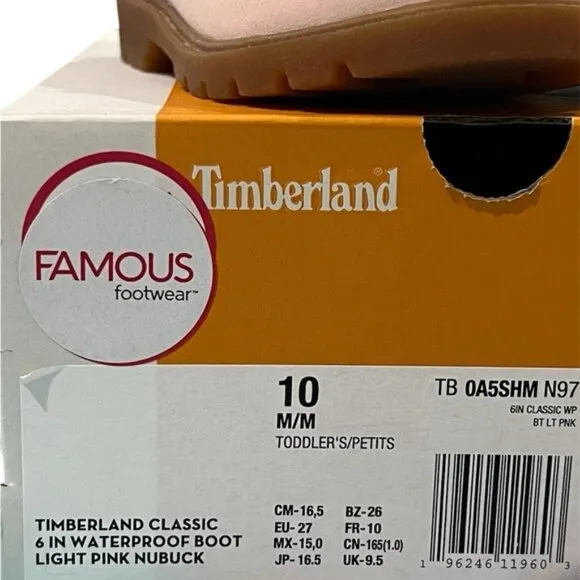 Timberland®
FAMOUS
footwear™
10
M/M
TODDLER'S/PETITS
TB 0A5SHM N97
6IN CLASSIC WP
BT LT PNK
TIMBERLAND CLASSIC
6 IN WATERPROOF BOOT
LIGHT PINK NUBUCK
CM-16,5 BZ-26
EU- 27 FR-10
MX-15,0 CN-165(1.0)
JP-16.5 UK-9.5
1 96246 11960 3